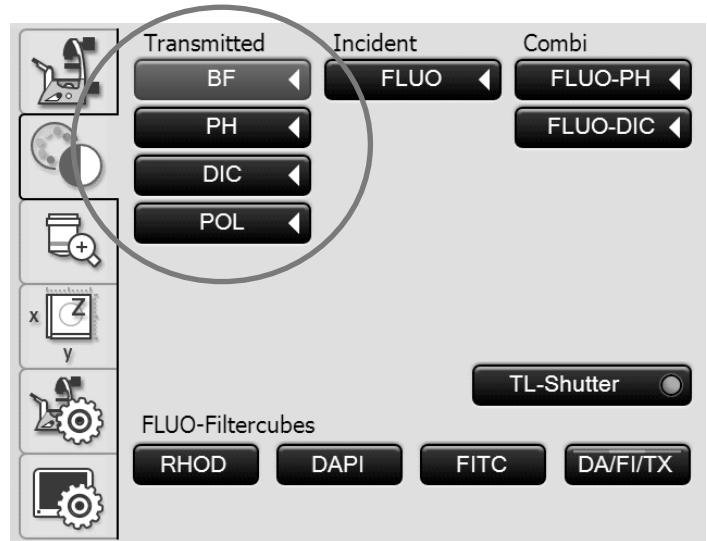 Transmitted Incident Combi
BF FLUO FLUO-PH
PH FLUO-DIC
DIC
POL
x Z
y
TL-Shutter
FLUO-Filtercubes
RHOD DAPI FITC DA/FI/TX